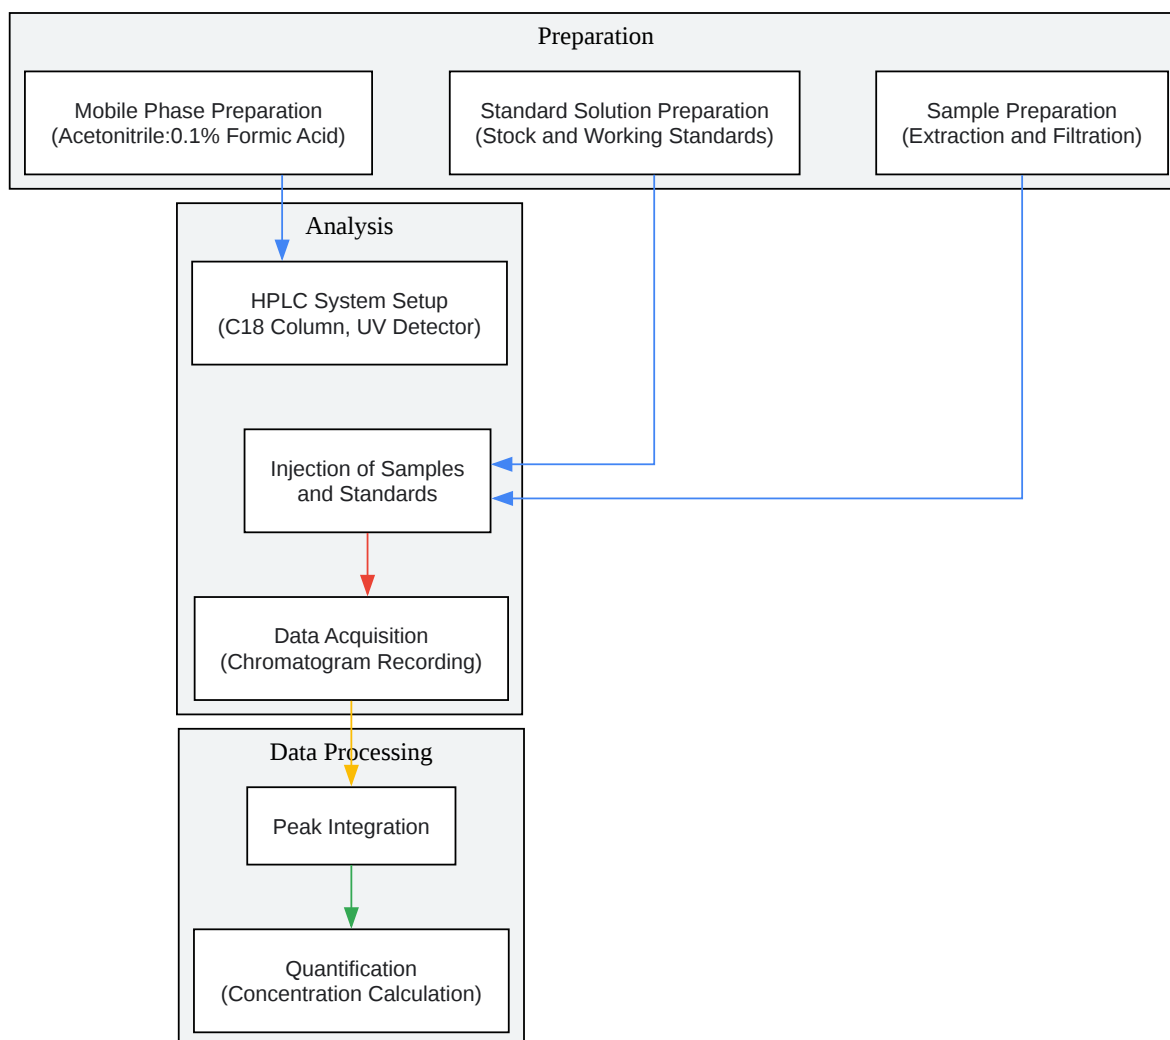 Preparation
Mobile Phase Preparation
(Acetonitrile:0.1% Formic Acid)
Standard Solution Preparation
(Stock and Working Standards)
Sample Preparation
(Extraction and Filtration)
Analysis
HPLC System Setup
(C18 Column, UV Detector)
Injection of Samples
and Standards
Data Acquisition
(Chromatogram Recording)
Data Processing
Peak Integration
Quantification
(Concentration Calculation)